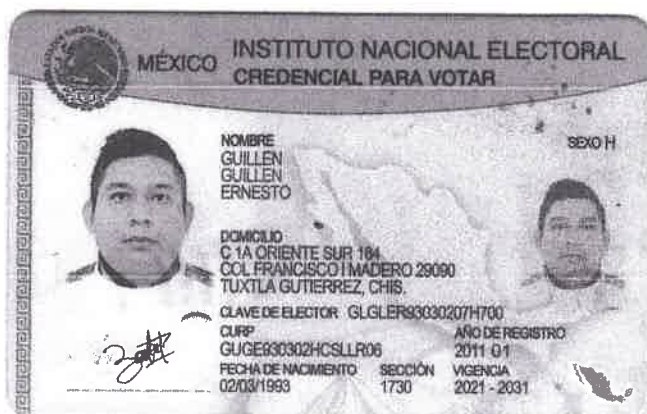 MÉXICO
INSTITUTO NACIONAL ELECTORAL
CREDENCIAL PARA VOTAR
NOMBRE
GUILLEN
GUILLEN
ERNESTO
SEXO H
DOMICILIO
C 1A ORIENTE SUR 184
COL FRANCISCO I MADERO 29090
TUXTLA GUTIERREZ, CHIS.
CLAVE DE ELECTOR GLGLER93030207H700
CURP
GUGE930302HCSLLR06
AÑO DE REGISTRO
2011 01
FECHA DE NACIMIENTO
02/03/1993
SECCIÓN
1730
VIGENCIA
2021 - 2031